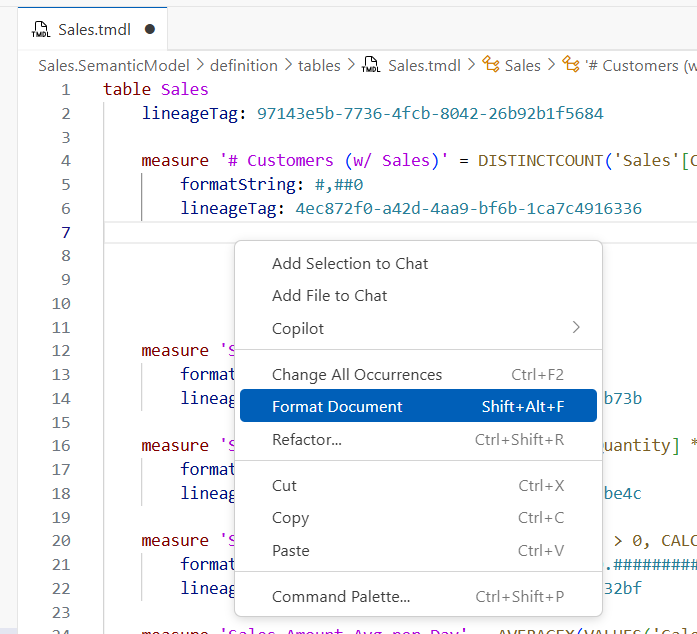 TMDL Sales.tmdl
Sales.SemanticModel > definition > tables > TMDL Sales.tmdl > Sales > '# Customers (w
1 table Sales
2 lineageTag: 97143e5b-7736-4fcb-8042-26b92b1f5684
3
4 measure '# Customers (w/ Sales)' = DISTINCTCOUNT('Sales'[C
5 formatString: #,##0
6 lineageTag: 4ec872f0-a42d-4aa9-bf6b-1ca7c4916336
7
8
Add Selection to Chat
9
Add File to Chat
10
11 Copilot >
12 measure 'S
13 format Change All Occurrences Ctrl+F2
14 lineag Format Document Shift+Alt+F b73b
15 Refactor... Ctrl+Shift+R
16 measure 'S uantity] *
17 format
18 lineag Cut Ctrl+X be4c
19 Copy Ctrl+C
20 measure 'S Paste Ctrl+V > 0, CALC
21 format .##########
22 lineag Command Palette... Ctrl+Shift+P 32bf
23
24 measure 'Sales Amount Avg per Day' = AVERAGEX(VALUES('Cale